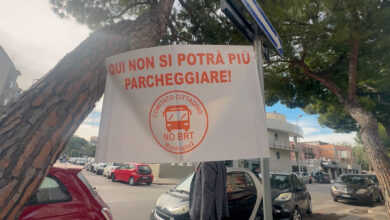 QUI NON SI POTRÀ PIÙ
PARCHEGGIARE!
COMITATO CITTADINO
NO BRT